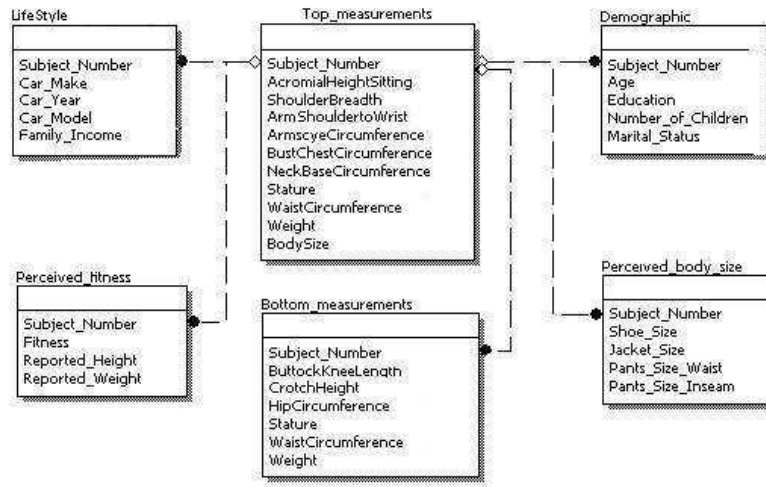 LifeStyle
Subject_Number
Car_Make
Car_Year
Car_Model
Family_Income
Top_measurements
Subject_Number
AcromialHeightSitting
ShoulderBreadth
ArmShouldertoWrist
ArmscyeCircumference
BustChestCircumference
NeckBaseCircumference
Stature
WaistCircumference
Weight
BodySize
Demographic
Subject_Number
Age
Education
Number_of_Children
Marital_Status
Perceived_fitness
Subject_Number
Fitness
Reported_Height
Reported_Weight
Bottom_measurements
Subject_Number
ButtockKneeLength
CrotchHeight
HipCircumference
Stature
WaistCircumference
Weight
Perceived_body_size
Subject_Number
Shoe_Size
Jacket_Size
Pants_Size_Waist
Pants_Size_Inseam